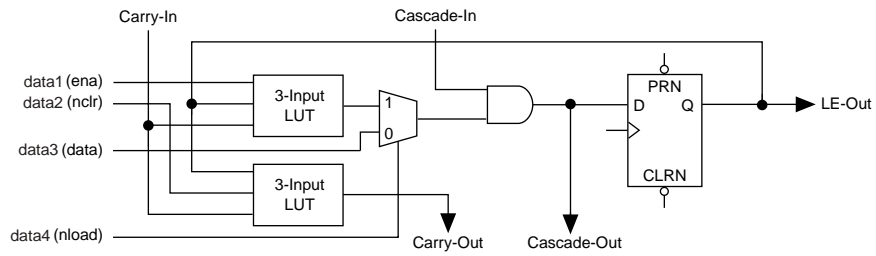 Carry-In
Cascade-In
data1 (ena)
data2 (nclr)
3-Input
LUT
1
0
PRN
D
Q
LE-Out
data3 (data)
3-Input
LUT
CLRN
data4 (nload)
Carry-Out
Cascade-Out